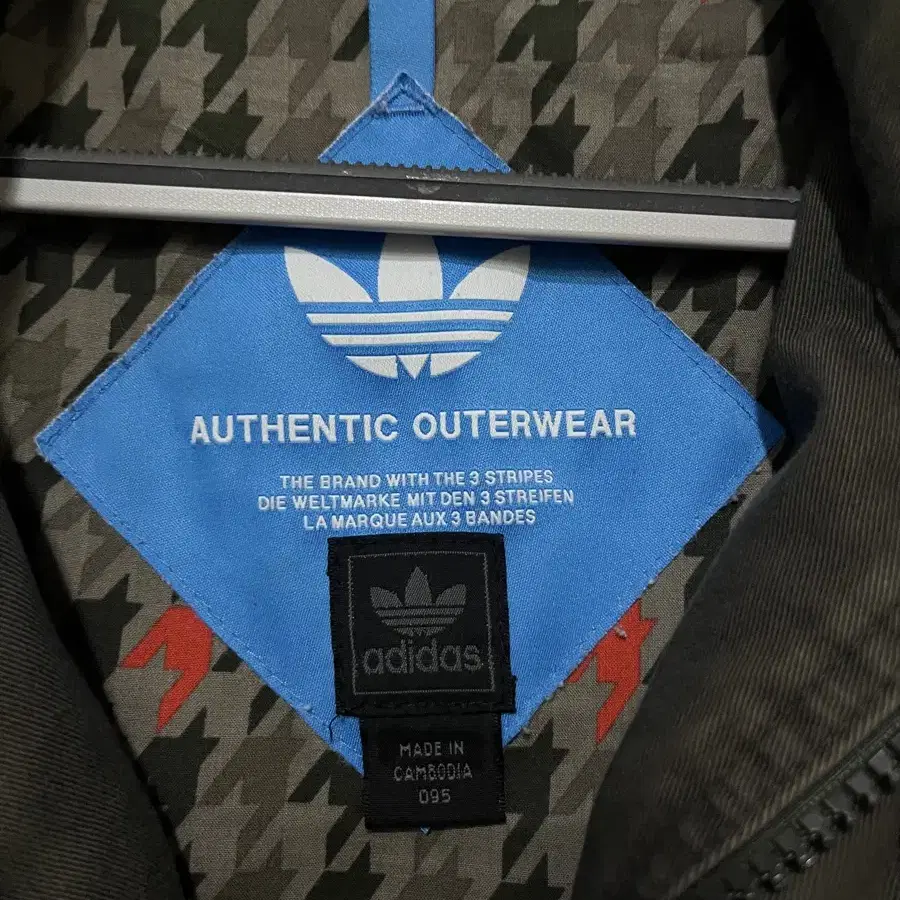 AUTHENTIC OUTERWEAR
THE BRAND WITH THE 3 STRIPES
DIE WELTMARKE MIT DEN 3 STREIFEN
LA MARQUE AUX 3 BANDES
adidas
MADE IN
CAMBODIA
095